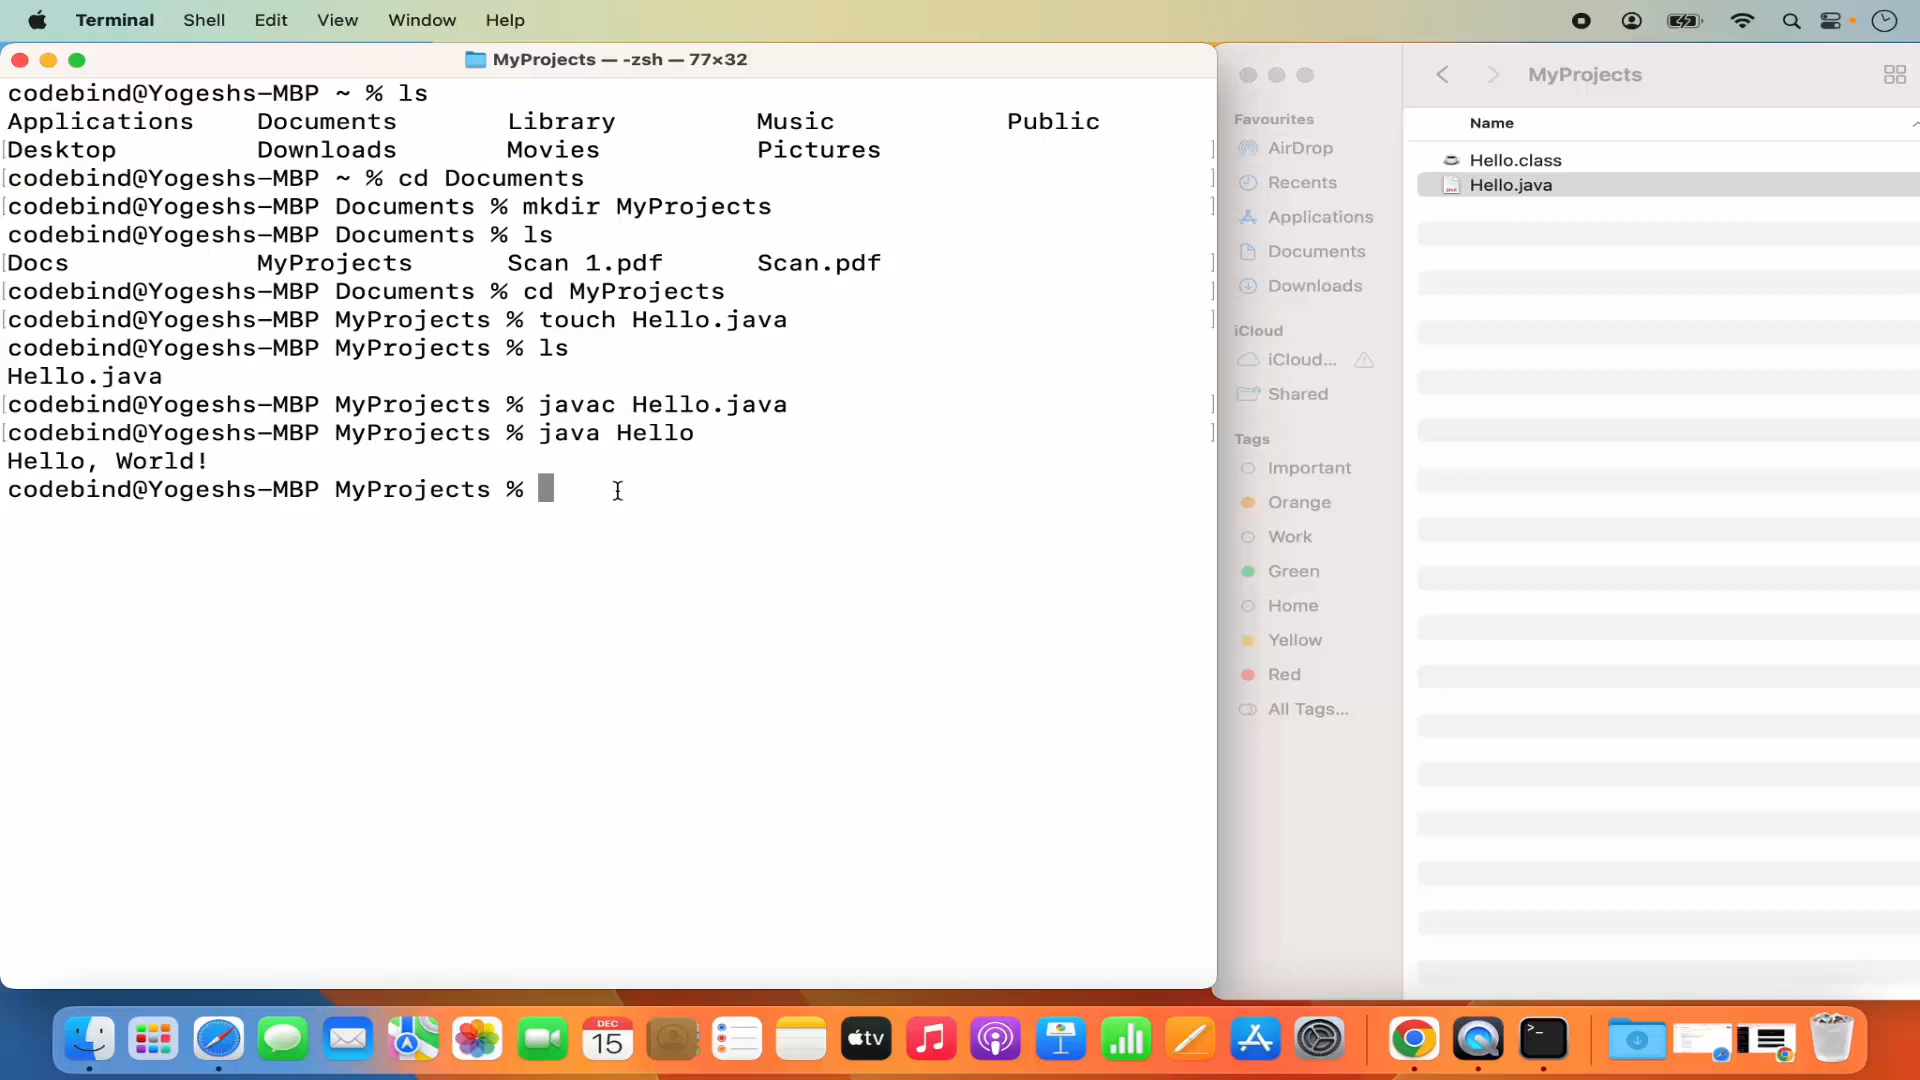 Terminal Shell Edit View Window Help
MyProjects — -zsh — 77×32
codebind@Yogeshs-MBP ~ % ls
Applications Documents Library Music Public
Desktop Downloads Movies Pictures
codebind@Yogeshs-MBP ~ % cd Documents
codebind@Yogeshs-MBP Documents % mkdir MyProjects
codebind@Yogeshs-MBP Documents % ls
Docs MyProjects Scan 1.pdf Scan.pdf
codebind@Yogeshs-MBP Documents % cd MyProjects
codebind@Yogeshs-MBP MyProjects % touch Hello.java
codebind@Yogeshs-MBP MyProjects % ls
Hello.java
codebind@Yogeshs-MBP MyProjects % javac Hello.java
codebind@Yogeshs-MBP MyProjects % java Hello
Hello, World!
codebind@Yogeshs-MBP MyProjects %
Favourites
AirDrop
Recents
Applications
Documents
Downloads
iCloud
iCloud...
Shared
Tags
Important
Orange
Work
Green
Home
Yellow
Red
All Tags...
MyProjects
Name
Hello.class
Hello.java
DEC
15
tv
>_